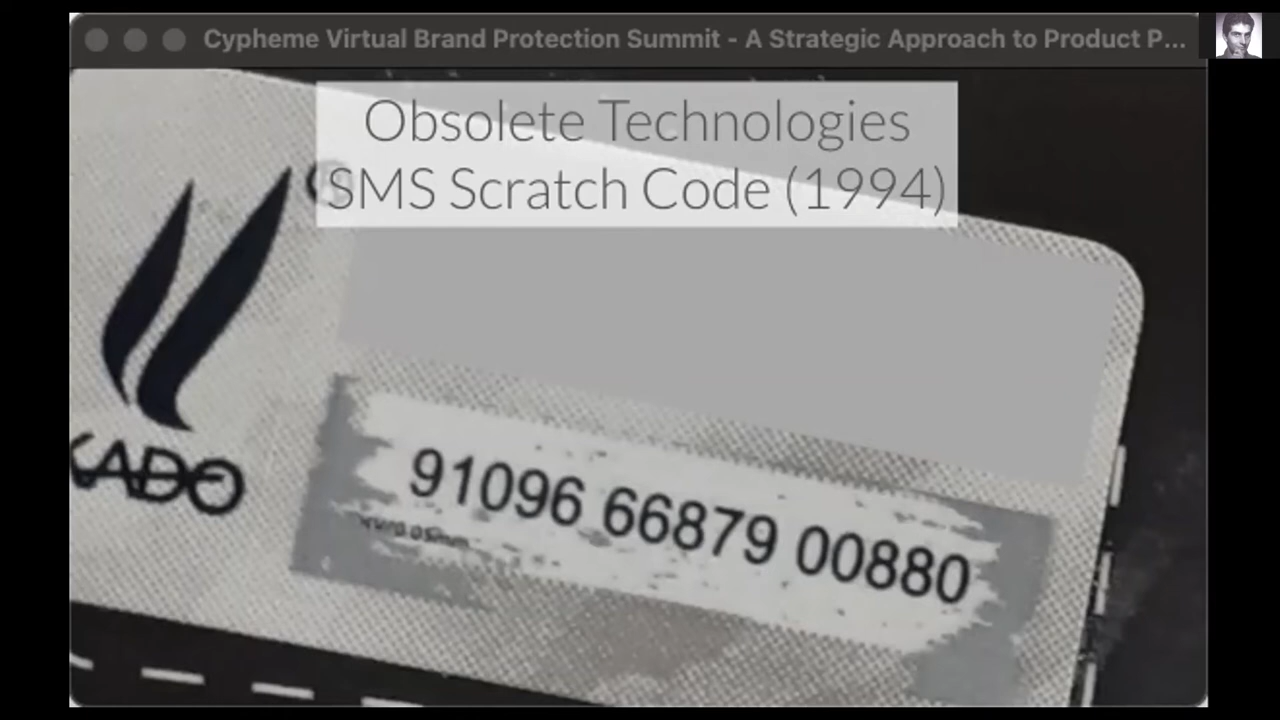 Cypheme Virtual Brand Protection Summit - A Strategic Approach to Product P...
Obsolete Technologies
SMS Scratch Code (1994)
KADO
91096 66879 00880